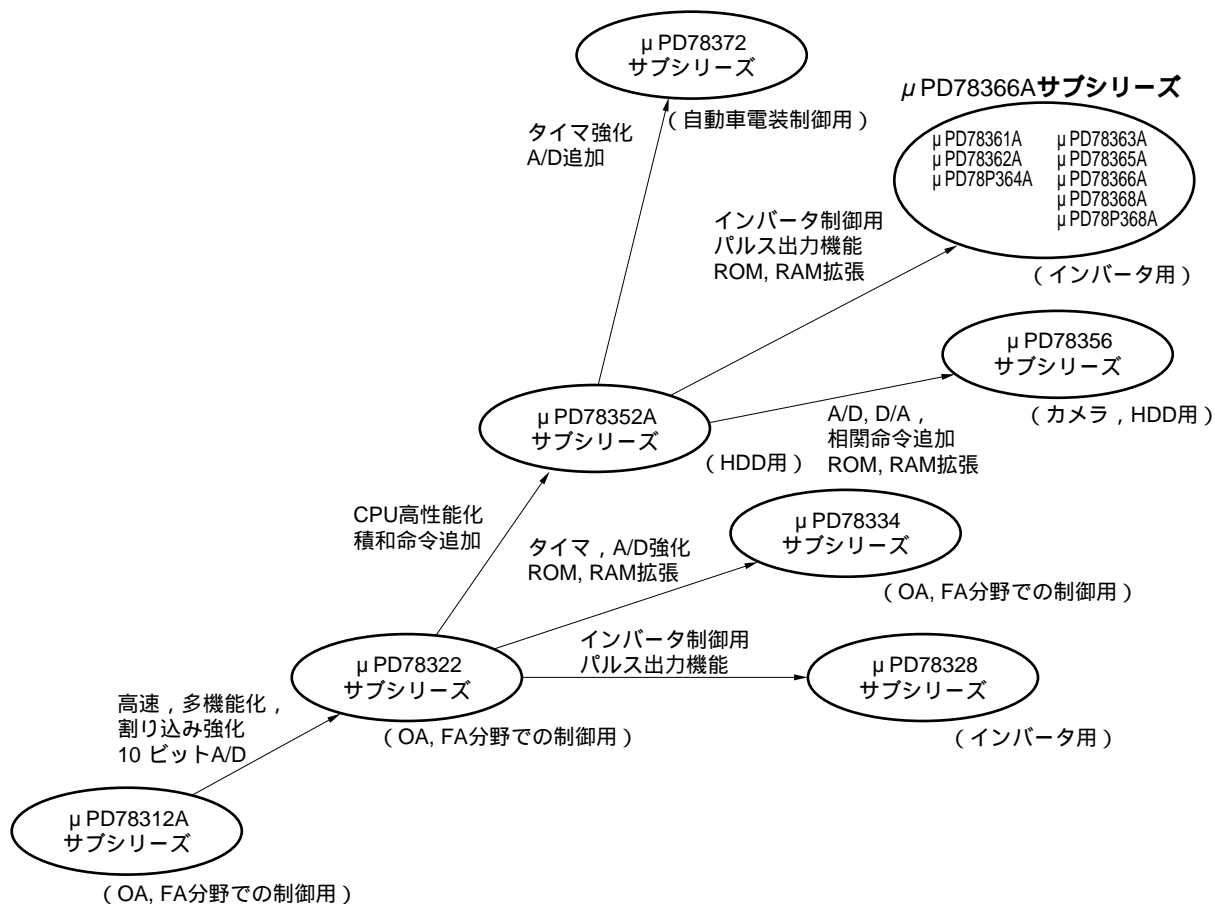 μPD78372
サブシリーズ
（自動車電装制御用）
タイマ強化
A/D追加
μPD78366Aサブシリーズ
μPD78361A
μPD78362A
μPD78P364A
μPD78363A
μPD78365A
μPD78366A
μPD78368A
μPD78P368A
（インバータ用）
インバータ制御用
パルス出力機能
ROM, RAM拡張
μPD78356
サブシリーズ
（カメラ，HDD用）
μPD78352A
サブシリーズ
（HDD用）
A/D, D/A，
相関命令追加
ROM, RAM拡張
CPU高性能化
積和命令追加
μPD78334
サブシリーズ
（OA, FA分野での制御用）
タイマ，A/D強化
ROM, RAM拡張
インバータ制御用
パルス出力機能
μPD78322
サブシリーズ
（OA, FA分野での制御用）
μPD78328
サブシリーズ
（インバータ用）
高速，多機能化，
割り込み強化
10 ビットA/D
μPD78312A
サブシリーズ
（OA, FA分野での制御用）